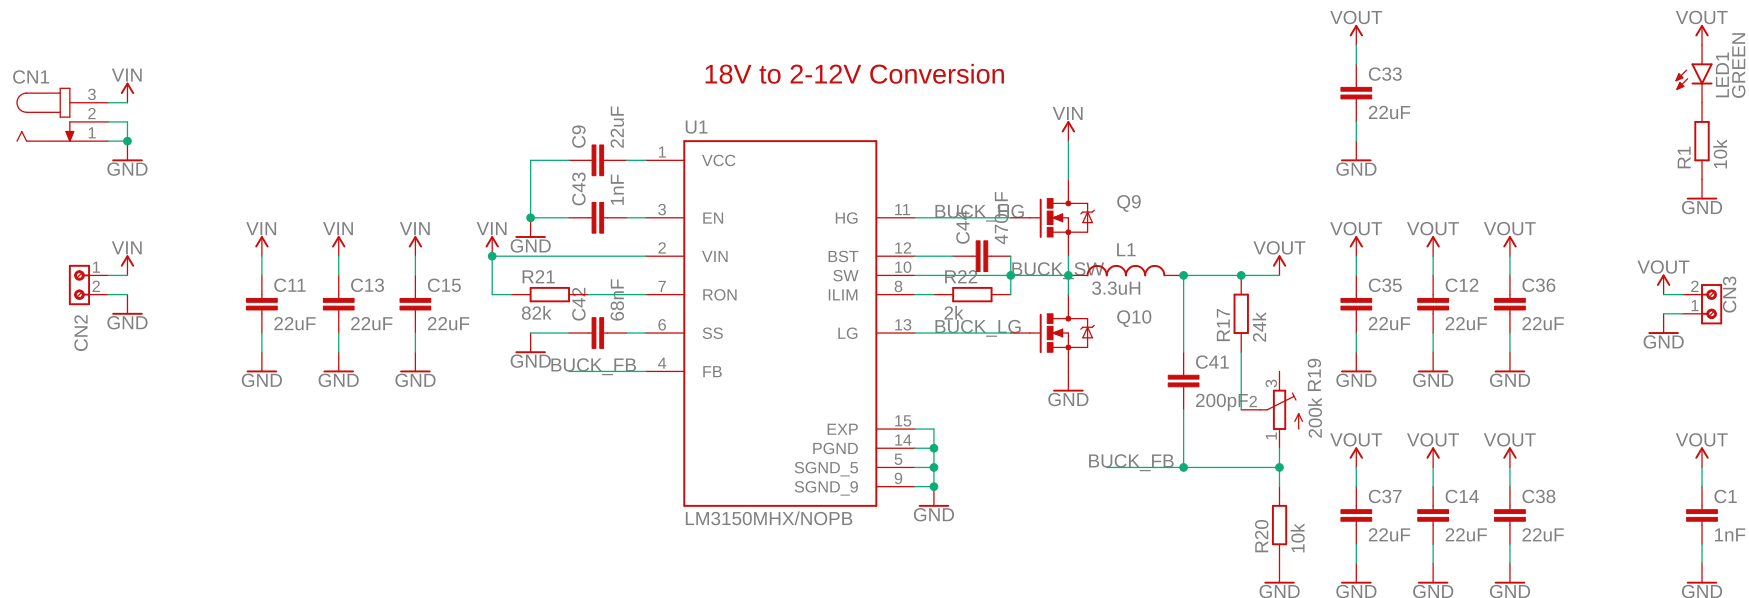 18V to 2-12V Conversion
CN1
VIN
3
2
1
GND
VIN
1
2
GND
CN2
VIN
C11
22uF
GND
VIN
C13
22uF
GND
VIN
C15
22uF
GND
VIN
GND
C9
22uF
C43
1nF
R21
82k
C42
68nF
GND
BUCK_FB
U1
1
VCC
3
EN
2
VIN
7
RON
6
SS
4
FB
HG
11
BST
12
SW
10
ILIM
8
LG
13
EXP
15
PGND
14
SGND_5
5
SGND_9
9
LM3150MHX/NOPB
GND
BUCK_HG
C44
470nF
BUCK_SW
R22
2k
BUCK_LG
VIN
Q9
Q10
GND
L1
3.3uH
VOUT
R17
24k
C41
200pF
2
3
1
200k R19
BUCK_FB
R20
10k
GND
VOUT
C33
22uF
GND
VOUT
C35
22uF
GND
VOUT
C12
22uF
GND
VOUT
C36
22uF
GND
VOUT
C37
22uF
GND
VOUT
C14
22uF
GND
VOUT
C38
22uF
GND
VOUT
LED1
GREEN
R1
10k
GND
VOUT
2
1
CN3
GND
VOUT
C1
1nF
GND